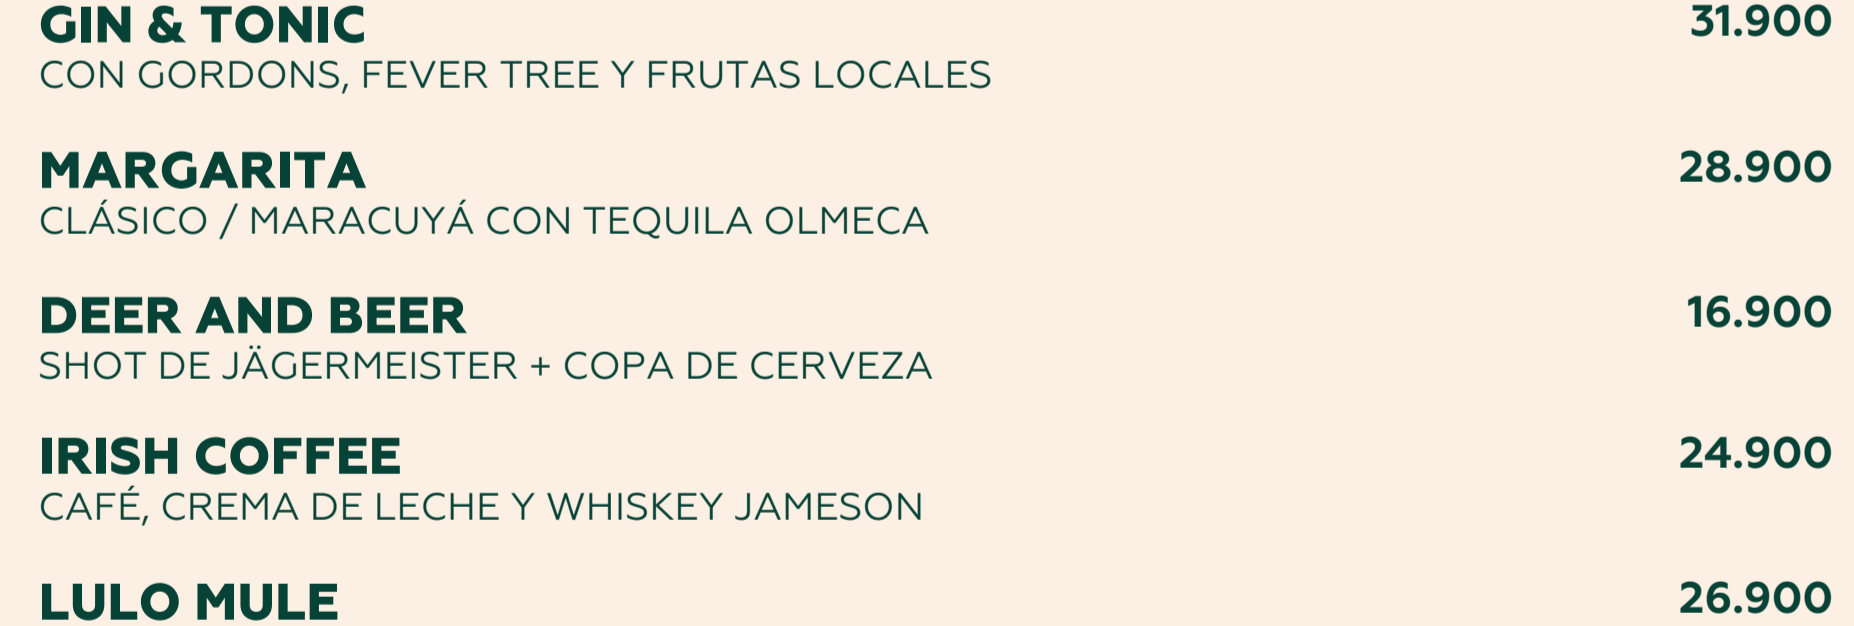 GIN & TONIC 31.900
CON GORDONS, FEVER TREE Y FRUTAS LOCALES
MARGARITA 28.900
CLÁSICO / MARACUYÁ CON TEQUILA OLMECA
DEER AND BEER 16.900
SHOT DE JÄGERMEISTER + COPA DE CERVEZA
IRISH COFFEE 24.900
CAFÉ, CREMA DE LECHE Y WHISKEY JAMESON
LULO MULE 26.900